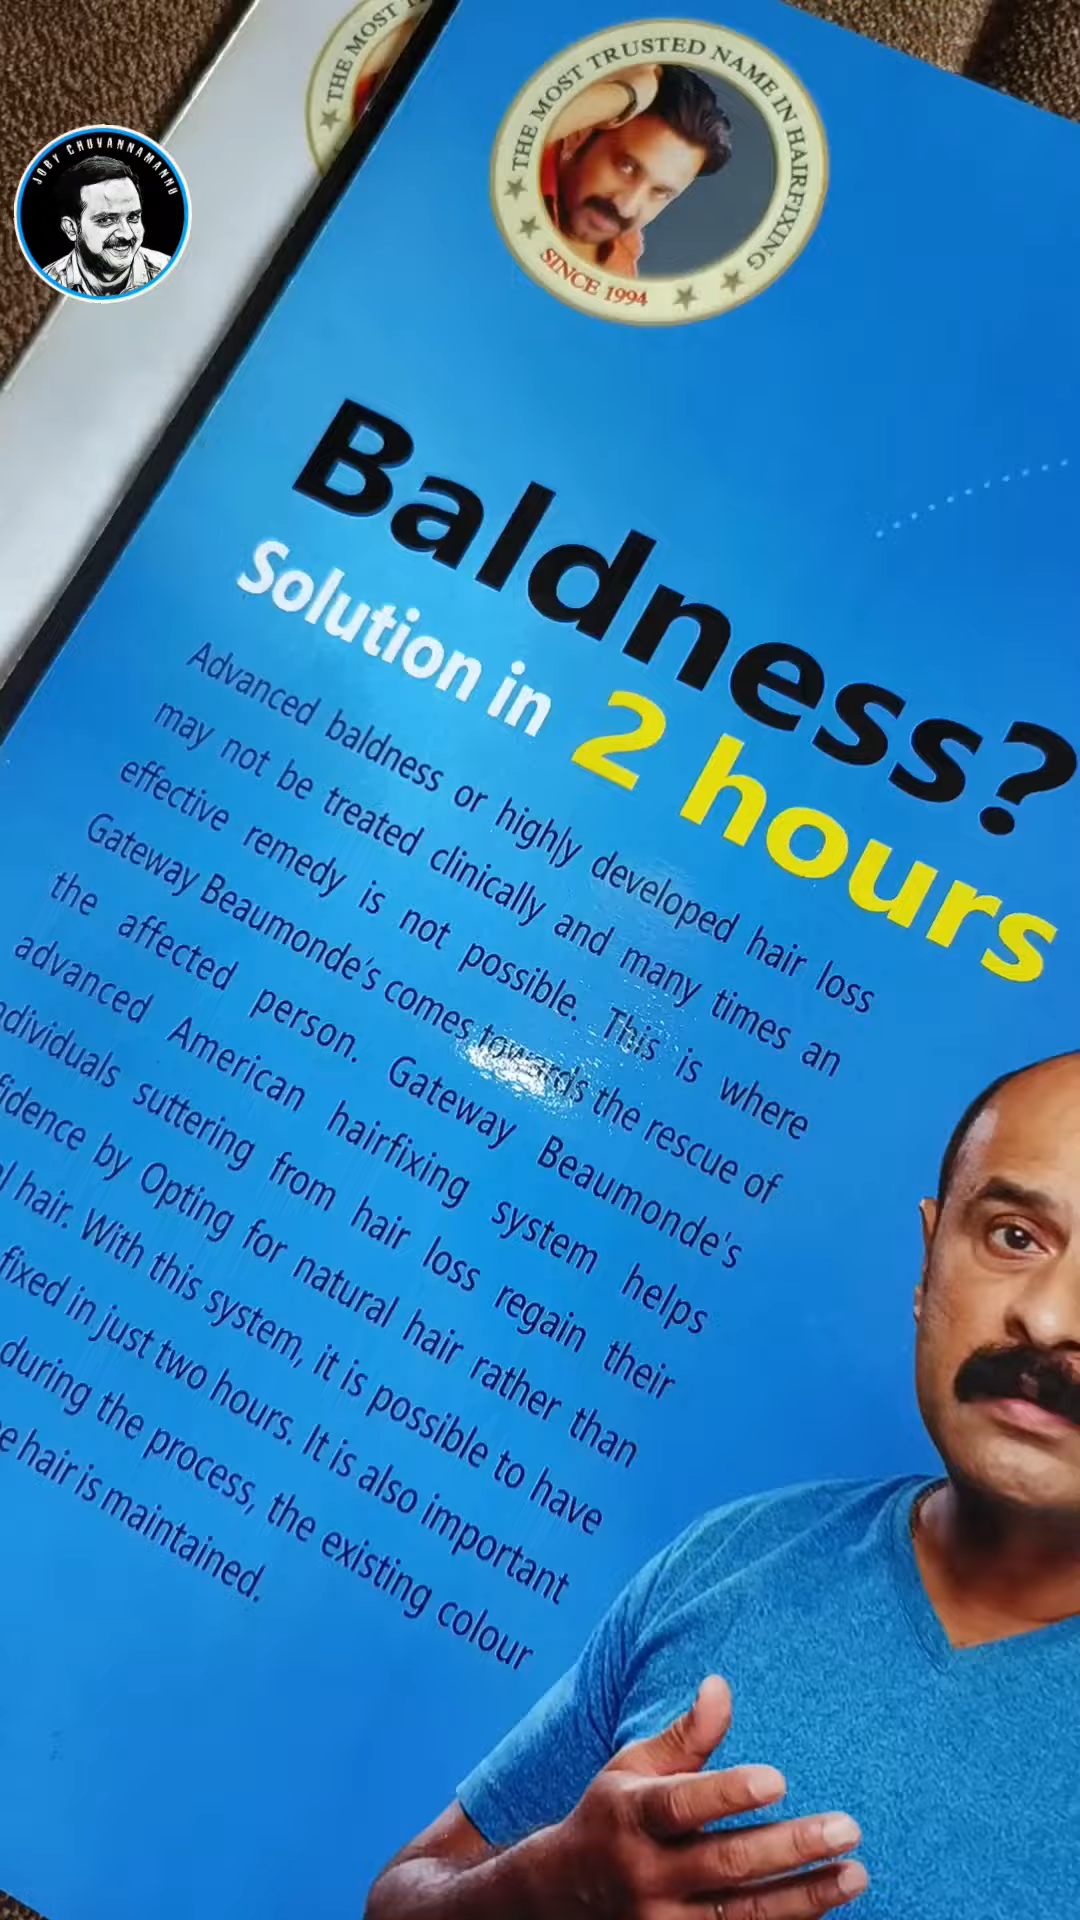 THE MOST T
JOBY CHUVANNAMANNU
THE MOST TRUSTED NAME IN HAIRFIXING
SINCE 1994
Baldness?
Solution in 2 hours
Advanced baldness or highly developed hair loss
may not be treated clinically and many times an
effective remedy is not possible. This is where
Gateway Beaumonde's comes towards the rescue of
the affected person. Gateway Beaumonde's
advanced American hairfixing system helps
ndividuals suttering from hair loss regain their
fidence by Opting for natural hair rather than
l hair. With this system, it is possible to have
fixed in just two hours. It is also important
during the process, the existing colour
e hair is maintained.